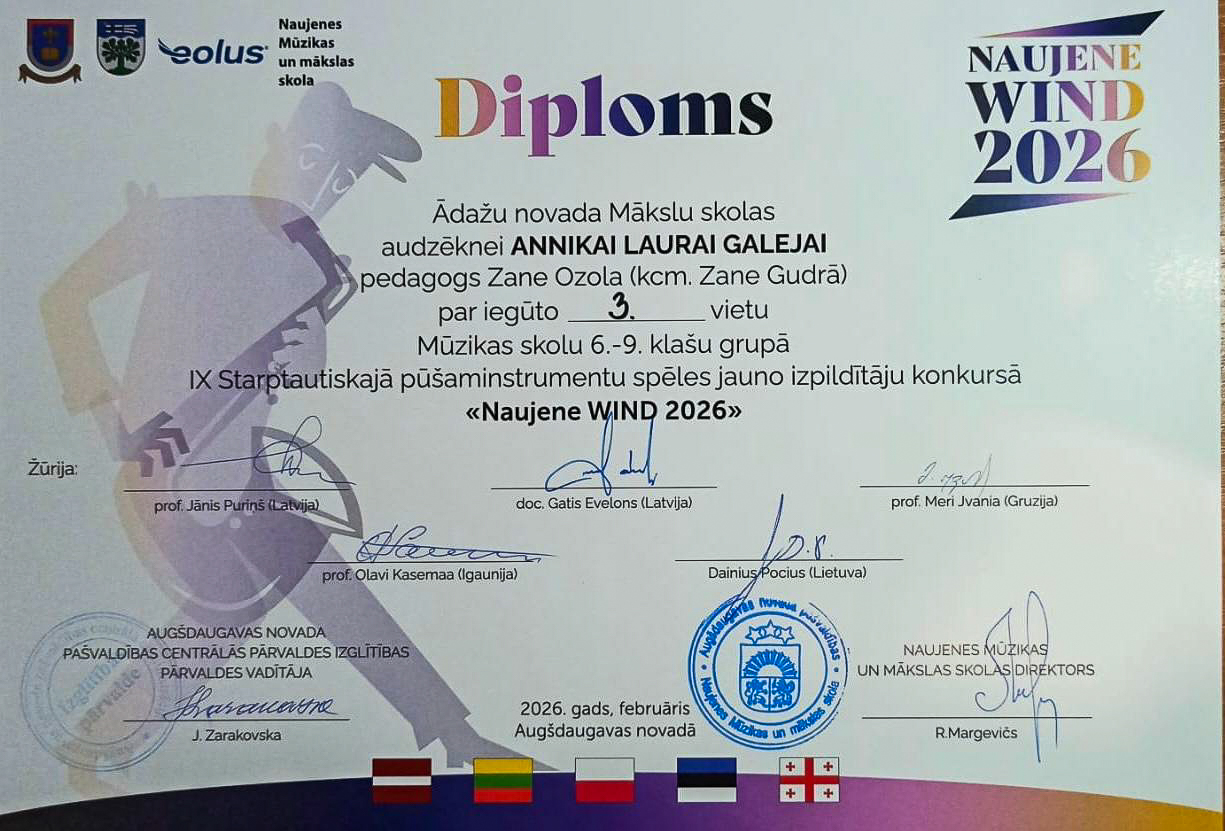 eolus
Naujenes
Mūzikas
un mākslas
skola
Diploms
NAUJENE
WIND
2026
Ādažu novada Mākslu skolas
audzēknei ANNIKAI LAURAI GALEJAI
pedagogs Zane Ozola (kcm. Zane Gudrā)
par iegūto 3. vietu
Mūzikas skolu 6.-9. klašu grupā
IX Starptautiskajā pūšaminstrumentu spēles jauno izpildītāju konkursā
«Naujene WIND 2026»
Žūrija:
prof. Jānis Puriņš (Latvija)
doc. Gatis Evelons (Latvija)
prof. Meri Jvania (Gruzija)
prof. Olavi Kasemaa (Igaunija)
Dainius Pocius (Lietuva)
AUGŠDAUGAVAS NOVADA
PAŠVALDĪBAS CENTRĀLĀS PĀRVALDES IZGLĪTĪBAS
PĀRVALDES VADĪTĀJA
J. Zarakovska
2026. gads, februāris
Augšdaugavas novadā
Augšdaugavas novada pašvaldības
Naujenes Mūzikas un mākslas skola
NAUJENES MŪZIKAS
UN MĀKSLAS SKOLAS DIREKTORS
R.Margevičs